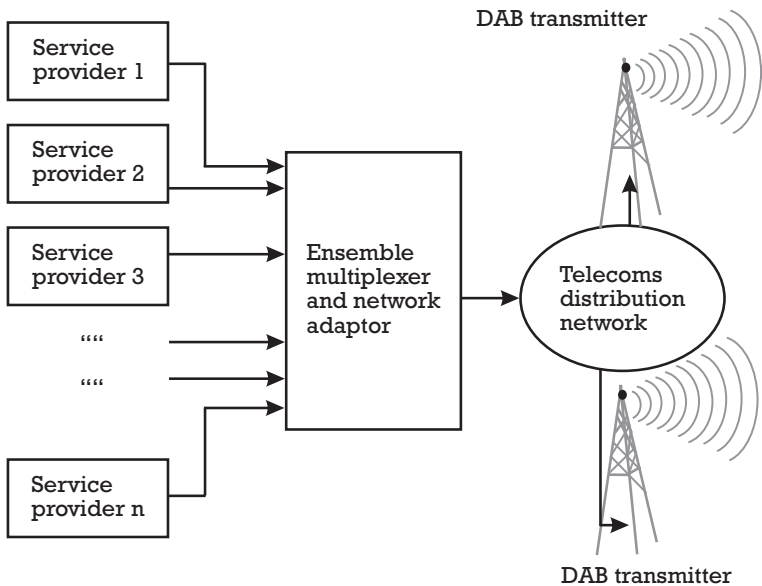 DAB transmitter
Service
provider 1
Service
provider 2
Service
provider 3
““
““
Service
provider n
Ensemble
multiplexer
and network
adaptor
Telecoms
distribution
network
DAB transmitter